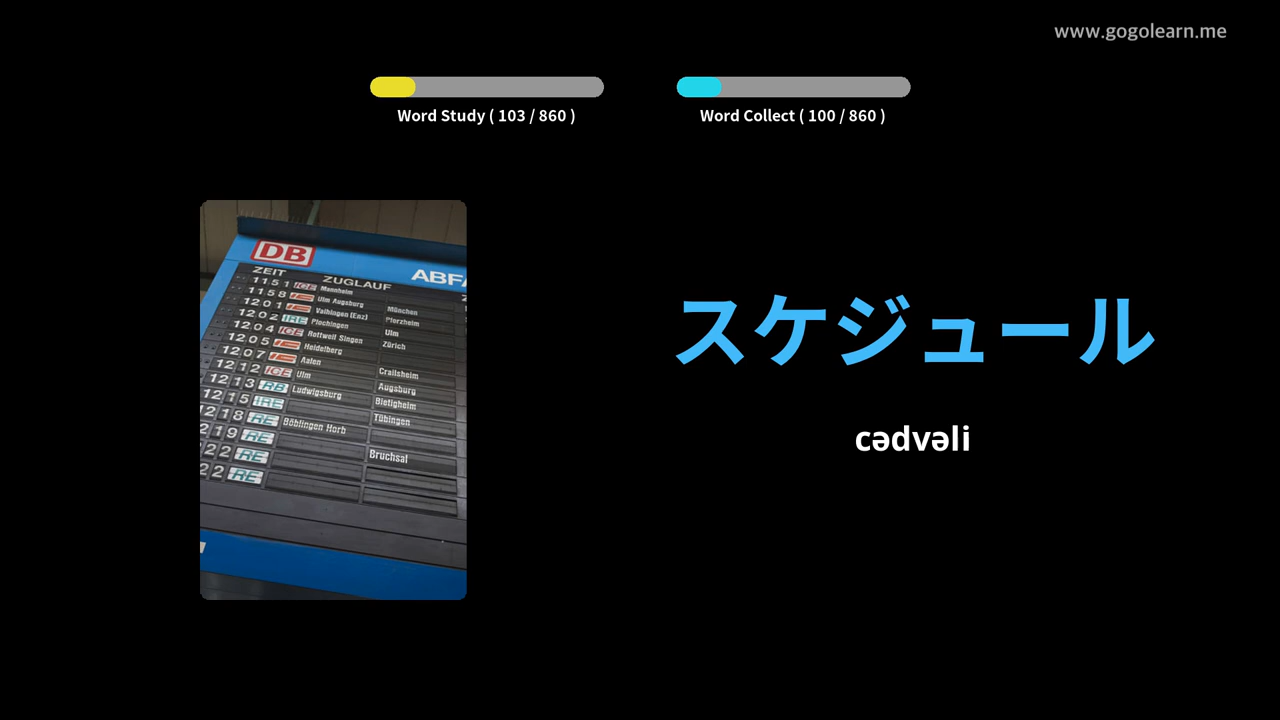 www.gogolearn.me
Word Study ( 103 / 860 )
Word Collect ( 100 / 860 )
DB
ABFA
ZEIT ZUGLAUF
1151 ICE Mannheim
1158 Ulm Augsburg München
1201 Vaihingen (Enz) Pforzheim
1202 IRE Plochingen Ulm
1204 ICE Rottweil Singen Zürich
1205 Heidelberg
1207 Aalen Crailsheim
1212 ICE Ulm Augsburg
1213 RB Ludwigsburg Bietigheim
1215 IRE Tübingen
1218 RE Böblingen Horb
219 RE
22 RE Bruchsal
22 RE
スケジュール
cədvəli